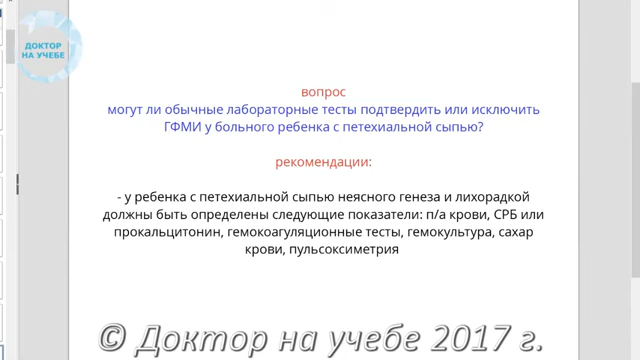 ДОКТОР
НА УЧЕБЕ
вопрос
могут ли обычные лабораторные тесты подтвердить или исключить
ГФМИ у больного ребенка с петехиальной сыпью?
рекомендации:
- у ребенка с петехиальной сыпью неясного генеза и лихорадкой
должны быть определены следующие показатели: п/а крови, СРБ или
прокальцитонин, гемокоагуляционные тесты, гемокультура, сахар
крови, пульсоксиметрия
© Доктор на учебе 2017 г.